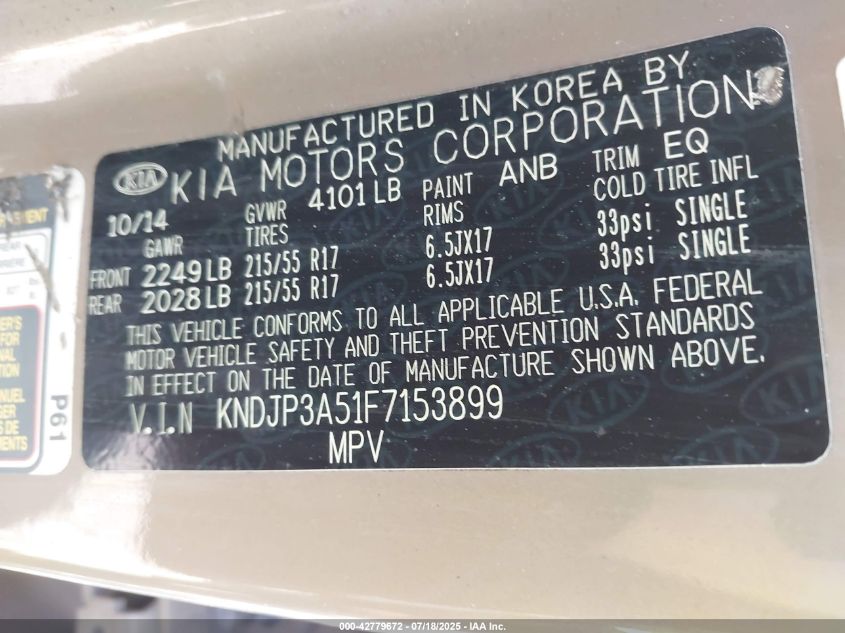 MANUFACTURED IN KOREA BY
KIA KIA MOTORS CORPORATION
10/14 GVWR 4101 LB PAINT ANB TRIM EQ
GAWR TIRES RIMS COLD TIRE INFL
FRONT 2249 LB 215/55 R17 6.5JX17 33psi SINGLE
REAR 2028 LB 215/55 R17 6.5JX17 33psi SINGLE
THIS VEHICLE CONFORMS TO ALL APPLICABLE U.S.A. FEDERAL
MOTOR VEHICLE SAFETY AND THEFT PREVENTION STANDARDS
IN EFFECT ON THE DATE OF MANUFACTURE SHOWN ABOVE.
V.I.N KNDJP3A51F7153899
MPV
P61
000-42779672 - 07/18/2025 - IAA Inc.